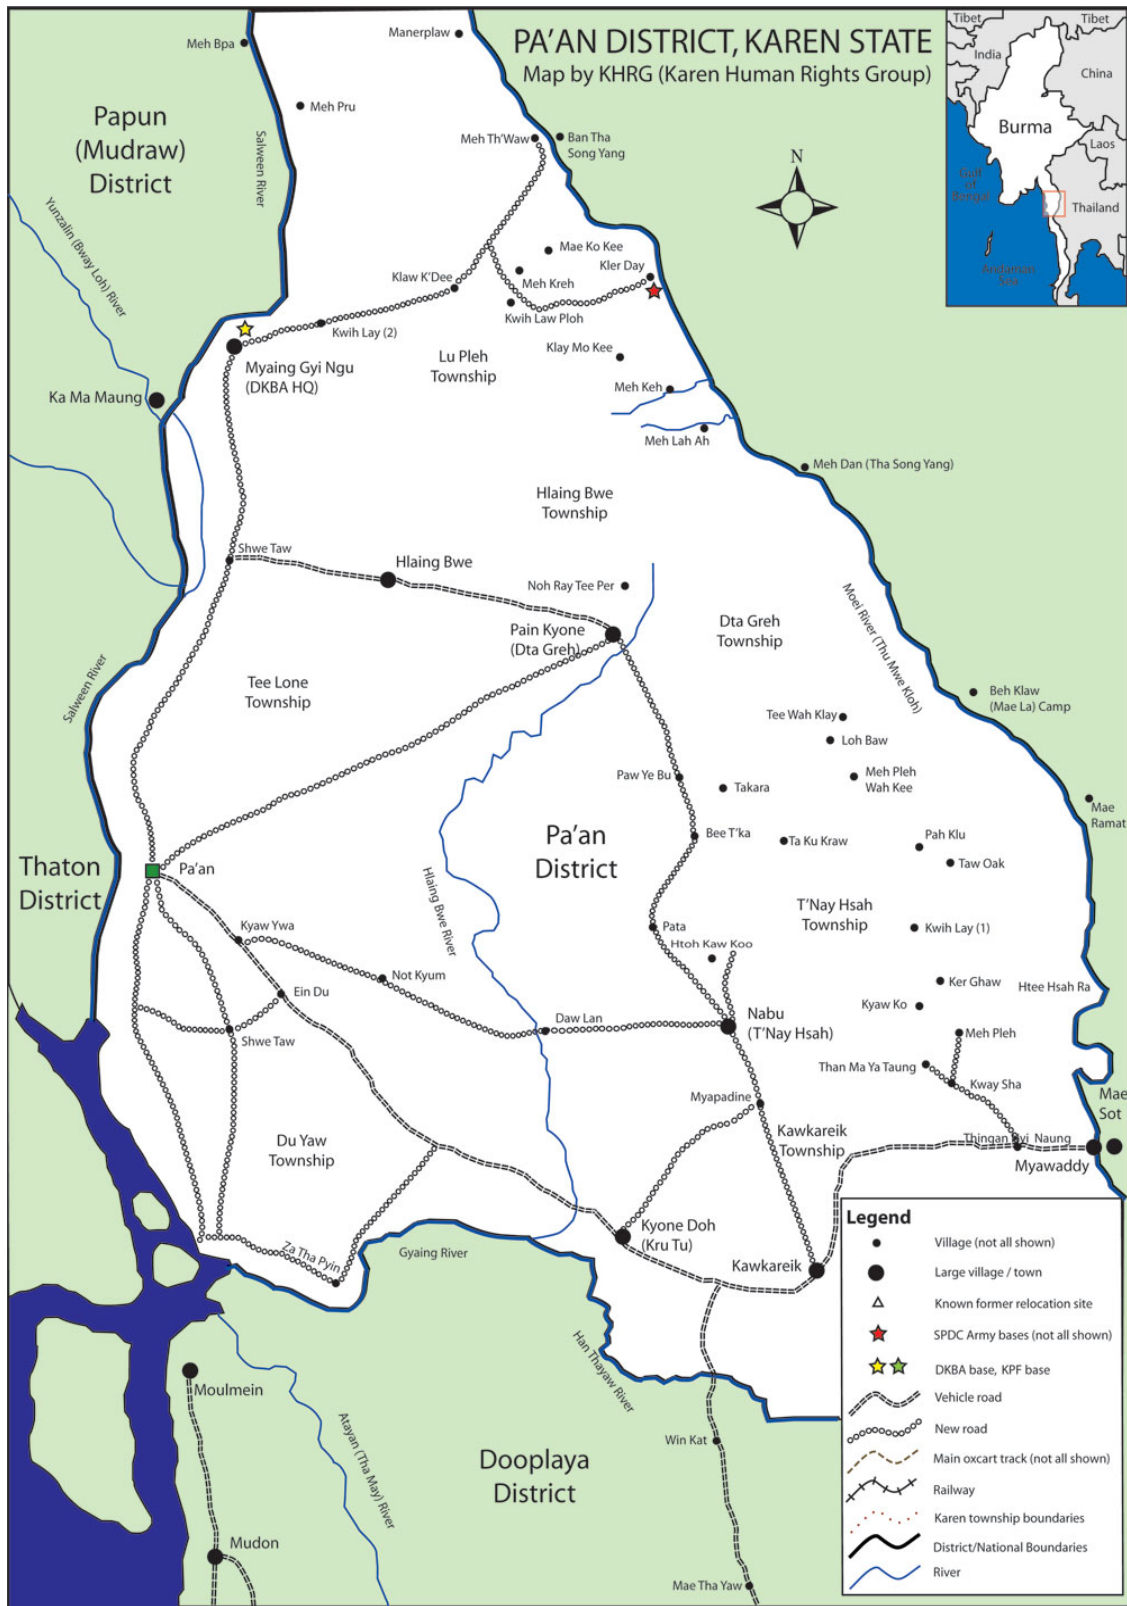 PA'AN DISTRICT, KAREN STATE
Map by KHRG (Karen Human Rights Group)
Tibet
Tibet
India
China
Burma
Laos
Gulf
of
Bengal
Thailand
Andaman
Sea
N
Meh Bpa
Manerplaw
Meh Pru
Papun
(Mudraw)
District
Salween River
Meh Th'Waw
Ban Tha
Song Yang
Yunzalin (Bway Loh) River
Mae Ko Kee
Kler Day
Klaw K'Dee
Meh Kreh
Kwih Law Ploh
Kwih Lay (2)
Lu Pleh
Township
Klay Mo Kee
Myaing Gyi Ngu
(DKBA HQ)
Ka Ma Maung
Meh Keh
Meh Lah Ah
Meh Dan (Tha Song Yang)
Hlaing Bwe
Township
Shwe Taw
Hlaing Bwe
Noh Ray Tee Per
Pain Kyone
(Dta Greh)
Dta Greh
Township
Moei River (Thu Mwe Kloh)
Salween River
Tee Lone
Township
Beh Klaw
(Mae La) Camp
Tee Wah Klay
Loh Baw
Paw Ye Bu
Takara
Meh Pleh
Wah Kee
Mae
Ramat
Pa'an
District
Bee T'ka
Ta Ku Kraw
Pah Klu
Taw Oak
Thaton
District
Pa'an
Hlaing Bwe River
T'Nay Hsah
Township
Kyaw Ywa
Pata
Kwih Lay (1)
Htoh Kaw Koo
Not Kyum
Ker Ghaw
Htee Hsah Ra
Ein Du
Kyaw Ko
Nabu
(T'Nay Hsah)
Daw Lan
Shwe Taw
Meh Pleh
Than Ma Ya Taung
Kway Sha
Mae
Sot
Myapadine
Du Yaw
Township
Kawkareik
Township
Thingan Nyi Naung
Myawaddy
Kyone Doh
(Kru Tu)
Za Tha Pyin
Gyaing River
Kawkareik
Han Thayaw River
Moulmein
Atayan (Tha May) River
Win Kat
Dooplaya
District
Mudon
Mae Tha Yaw
Legend
Village (not all shown)
Large village / town
Known former relocation site
SPDC Army bases (not all shown)
DKBA base, KPF base
Vehicle road
New road
Main oxcart track (not all shown)
Railway
Karen township boundaries
District/National Boundaries
River